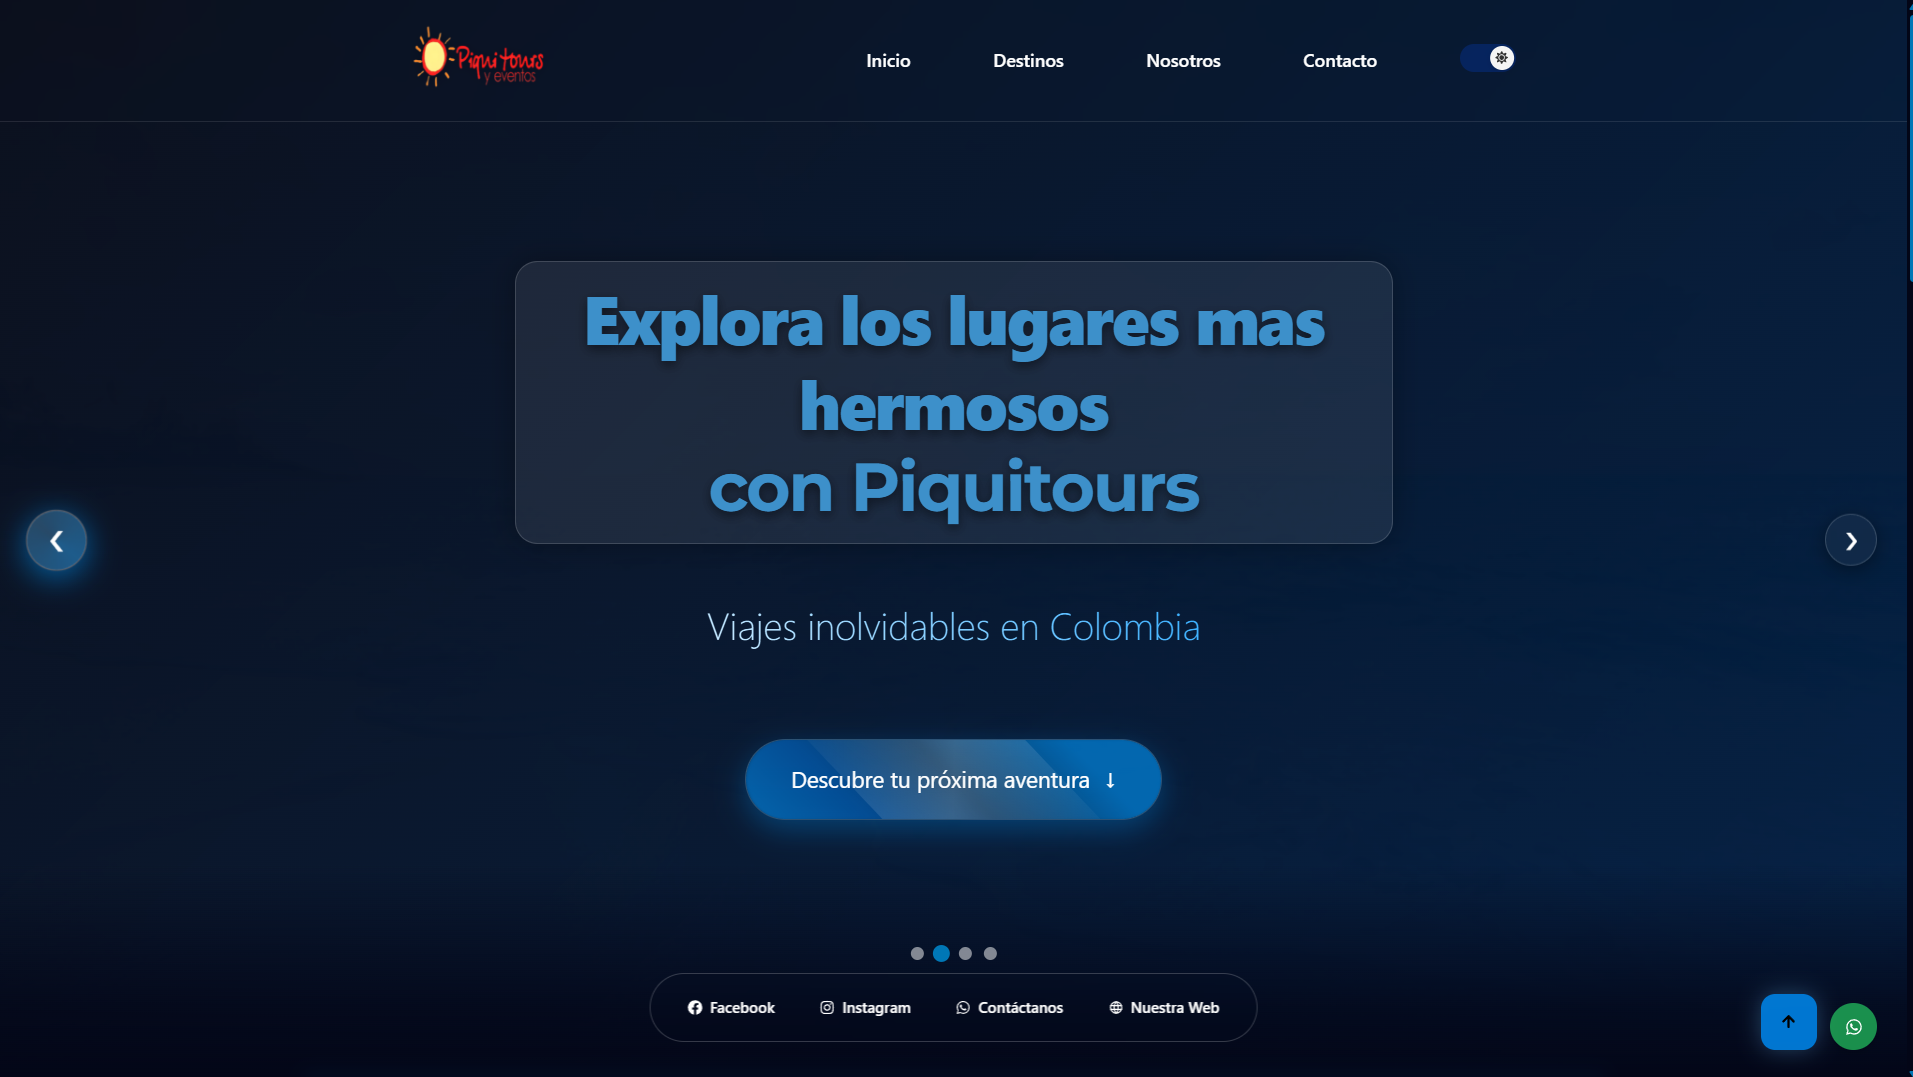 Piquitours
y eventos
Inicio
Destinos
Nosotros
Contacto
Explora los lugares mas
hermosos
con Piquitours
Viajes inolvidables en Colombia
Descubre tu próxima aventura ↓
Facebook
Instagram
Contáctanos
Nuestra Web